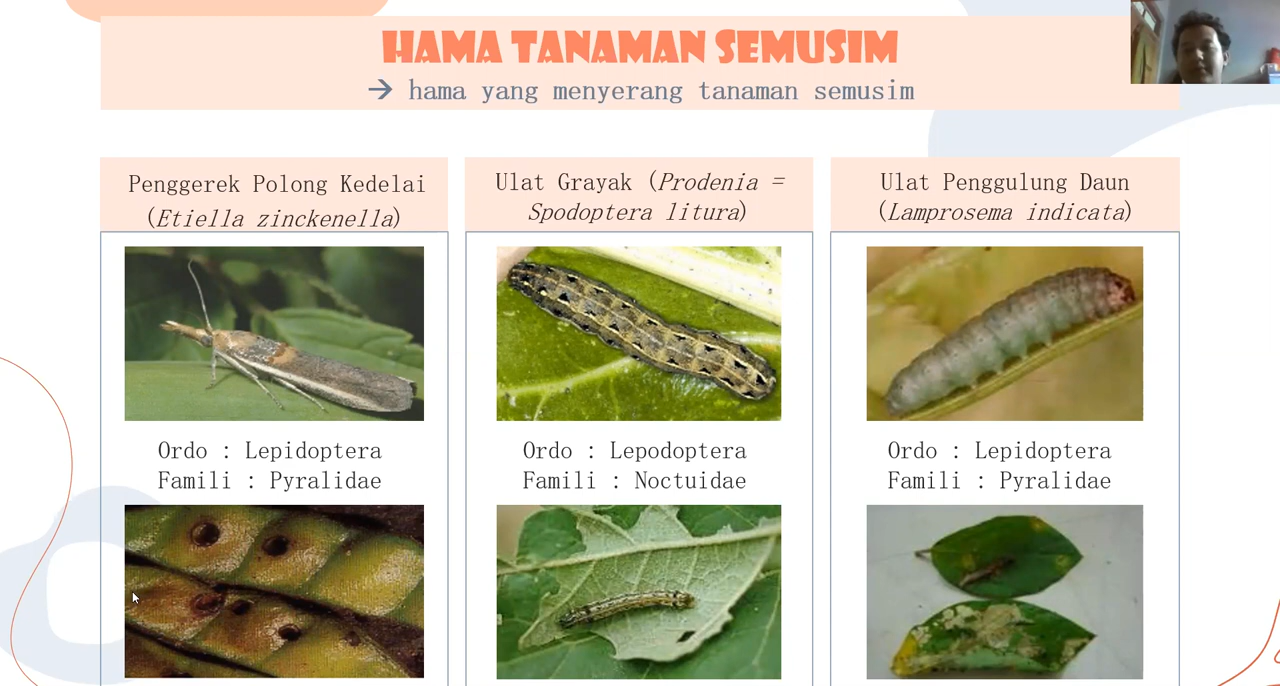 HAMA TANAMAN SEMUSIM
→ hama yang menyerang tanaman semusim
Penggerek Polong Kedelai
(Etiella zinckenella)
Ordo : Lepidoptera
Famili : Pyralidae
Ulat Grayak (Prodenia =
Spodoptera litura)
Ordo : Lepodoptera
Famili : Noctuidae
Ulat Penggulung Daun
(Lamprosema indicata)
Ordo : Lepidoptera
Famili : Pyralidae